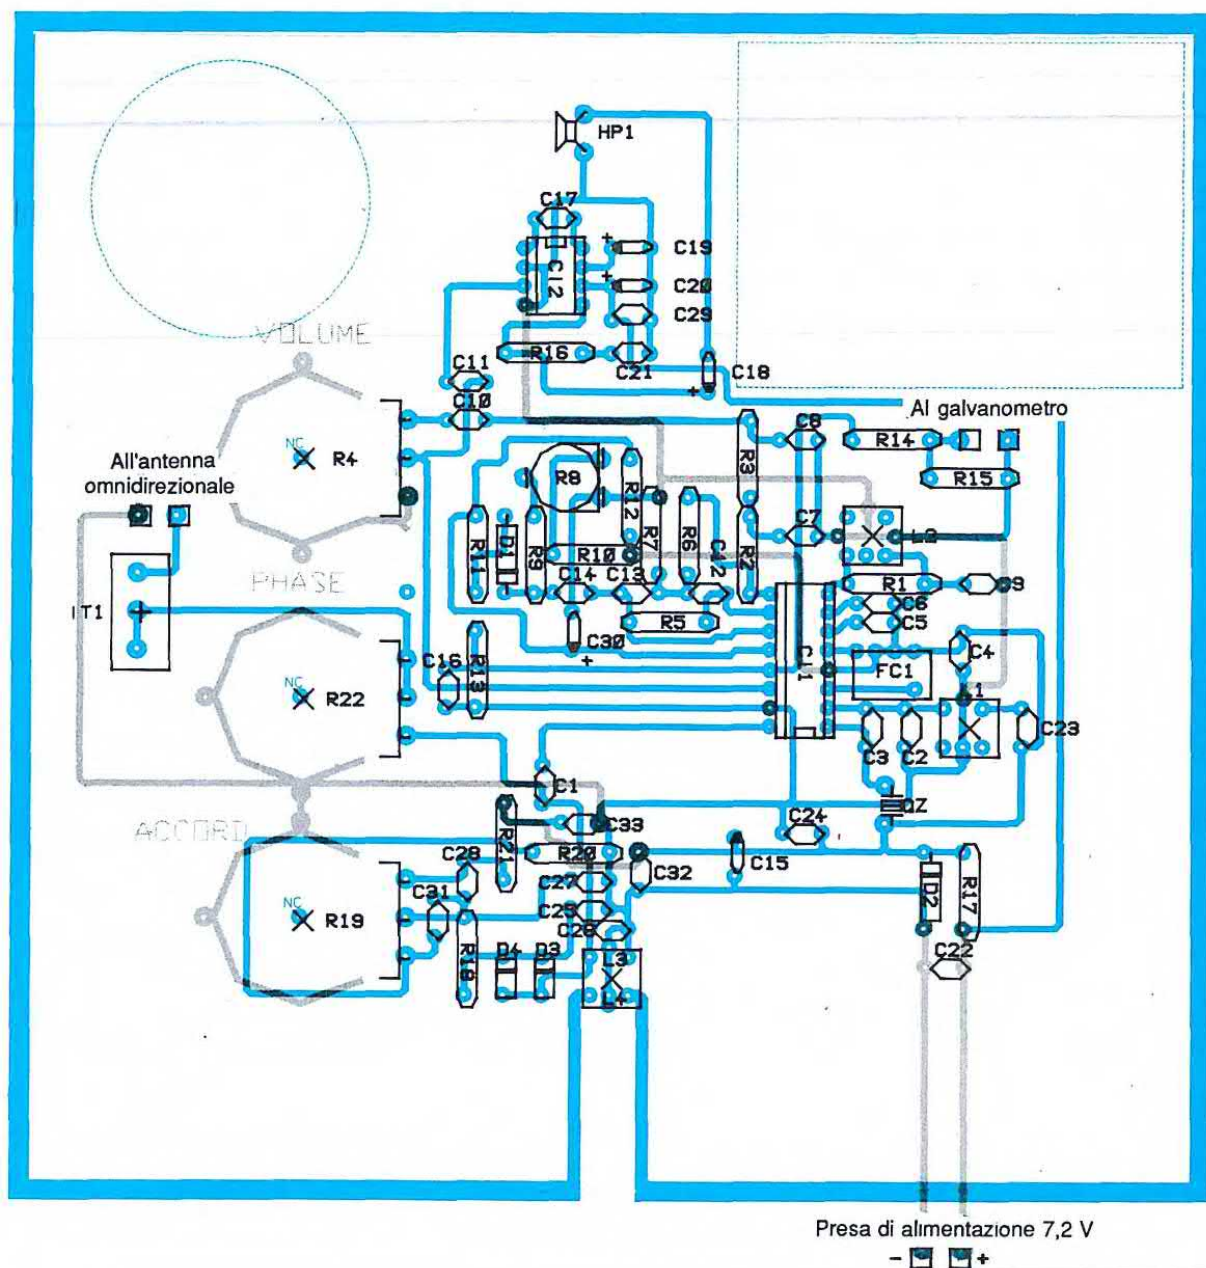 HP1
C17
+
C19
CI2
+
C20
C29
VOLUME
R16
C21
C18
+
C11
C10
Al galvanometro
C8
R14
NC
R4
R8
R3
R15
All'antenna
omnidirezionale
R12
C7
L2
R11
D1
R9
R10
R7
R6
R2
PHASE
C14
C13
R1
C6
C5
IT1
R5
C30
+
C4
CI1
FC1
C16
R13
NC
R22
C3
C2
C23
C1
QZ
ACCORD
C33
C24
R21
R20
C15
C28
C27
C32
D2
R17
C31
C25
NC
R19
C26
R18
D4
D3
L3
L4
C22
Presa di alimentazione 7,2 V
- +